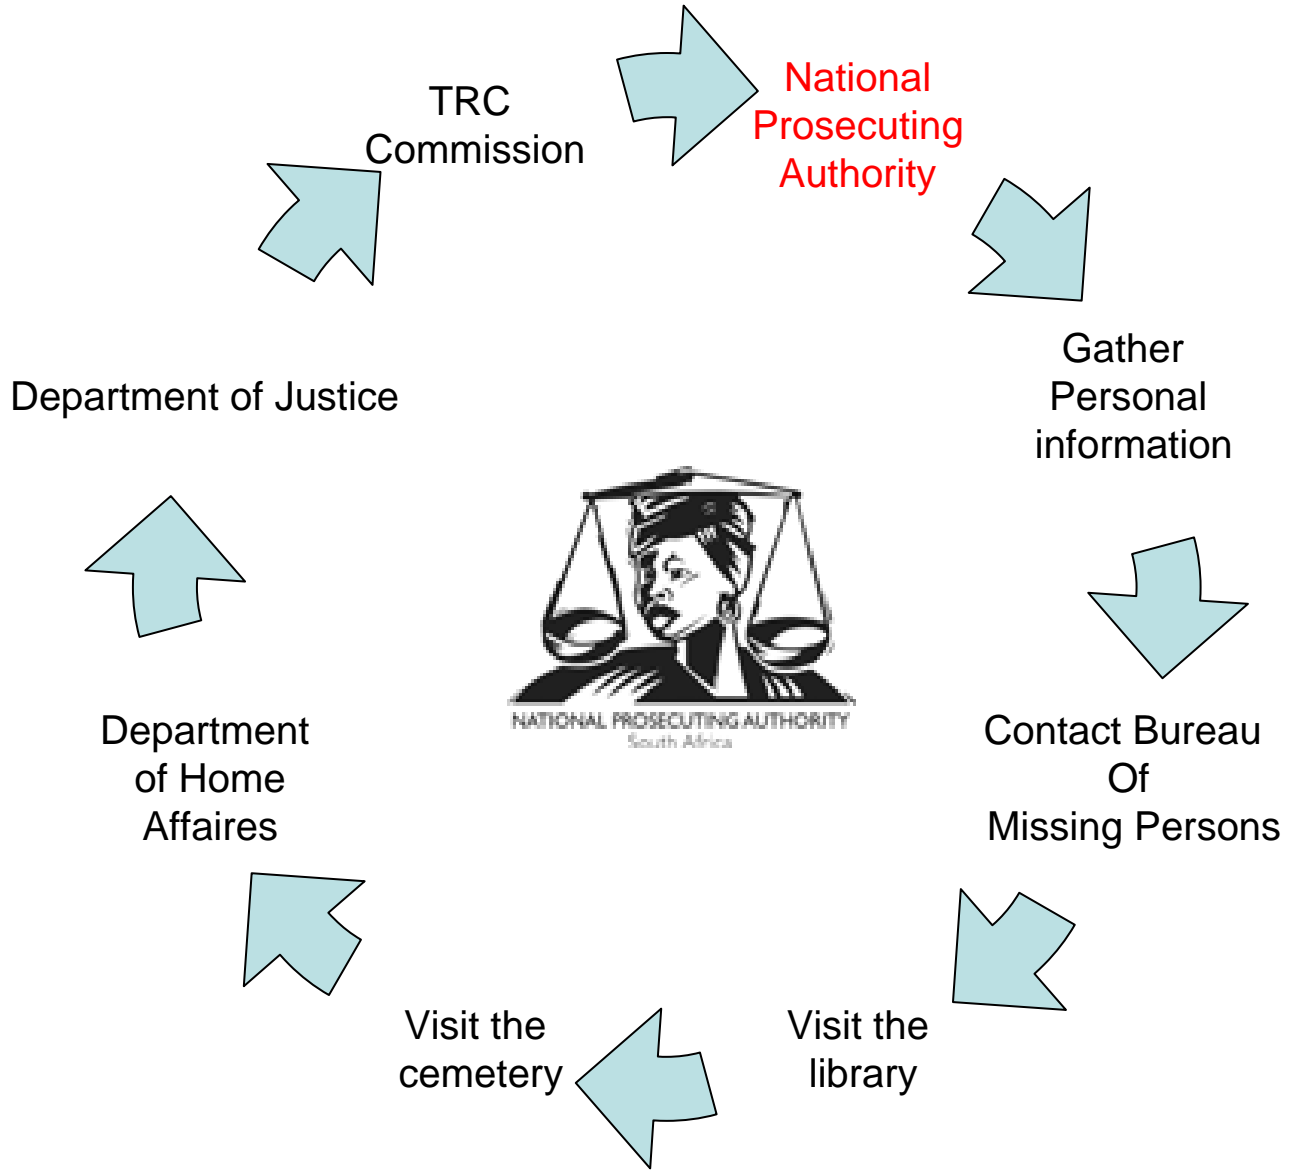 TRC
Commission
National
Prosecuting
Authority
Gather
Personal
information
Contact Bureau
Of
Missing Persons
Visit the
library
Visit the
cemetery
Department
of Home
Affaires
Department of Justice
NATIONAL PROSECUTING AUTHORITY
South Africa